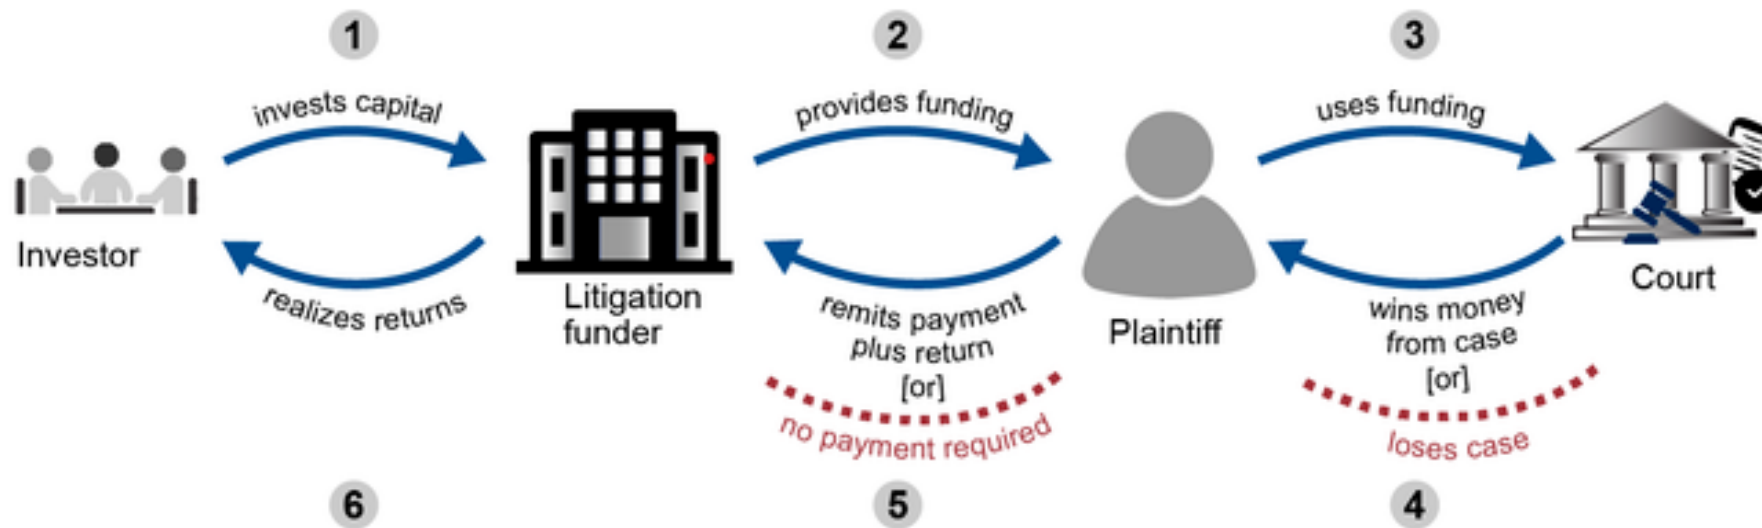 1
2
3
invests capital
provides funding
uses funding
Investor
Litigation
funder
Plaintiff
Court
realizes returns
remits payment
plus return
[or]
no payment required
wins money
from case
[or]
loses case
6
5
4